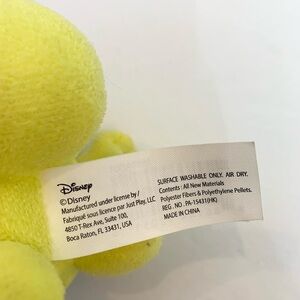 Disney
© Disney
Manufactured under license by /
Fabriqué sous licence par Just Play, LLC
4850 T-Rex Ave, Suite 100,
Boca Raton, FL 33431, USA
SURFACE WASHABLE ONLY. AIR DRY.
Contents : All New Materials
Polyester Fibers & Polyethylene Pellets.
REG. NO. : PA-15431(HK)
MADE IN CHINA